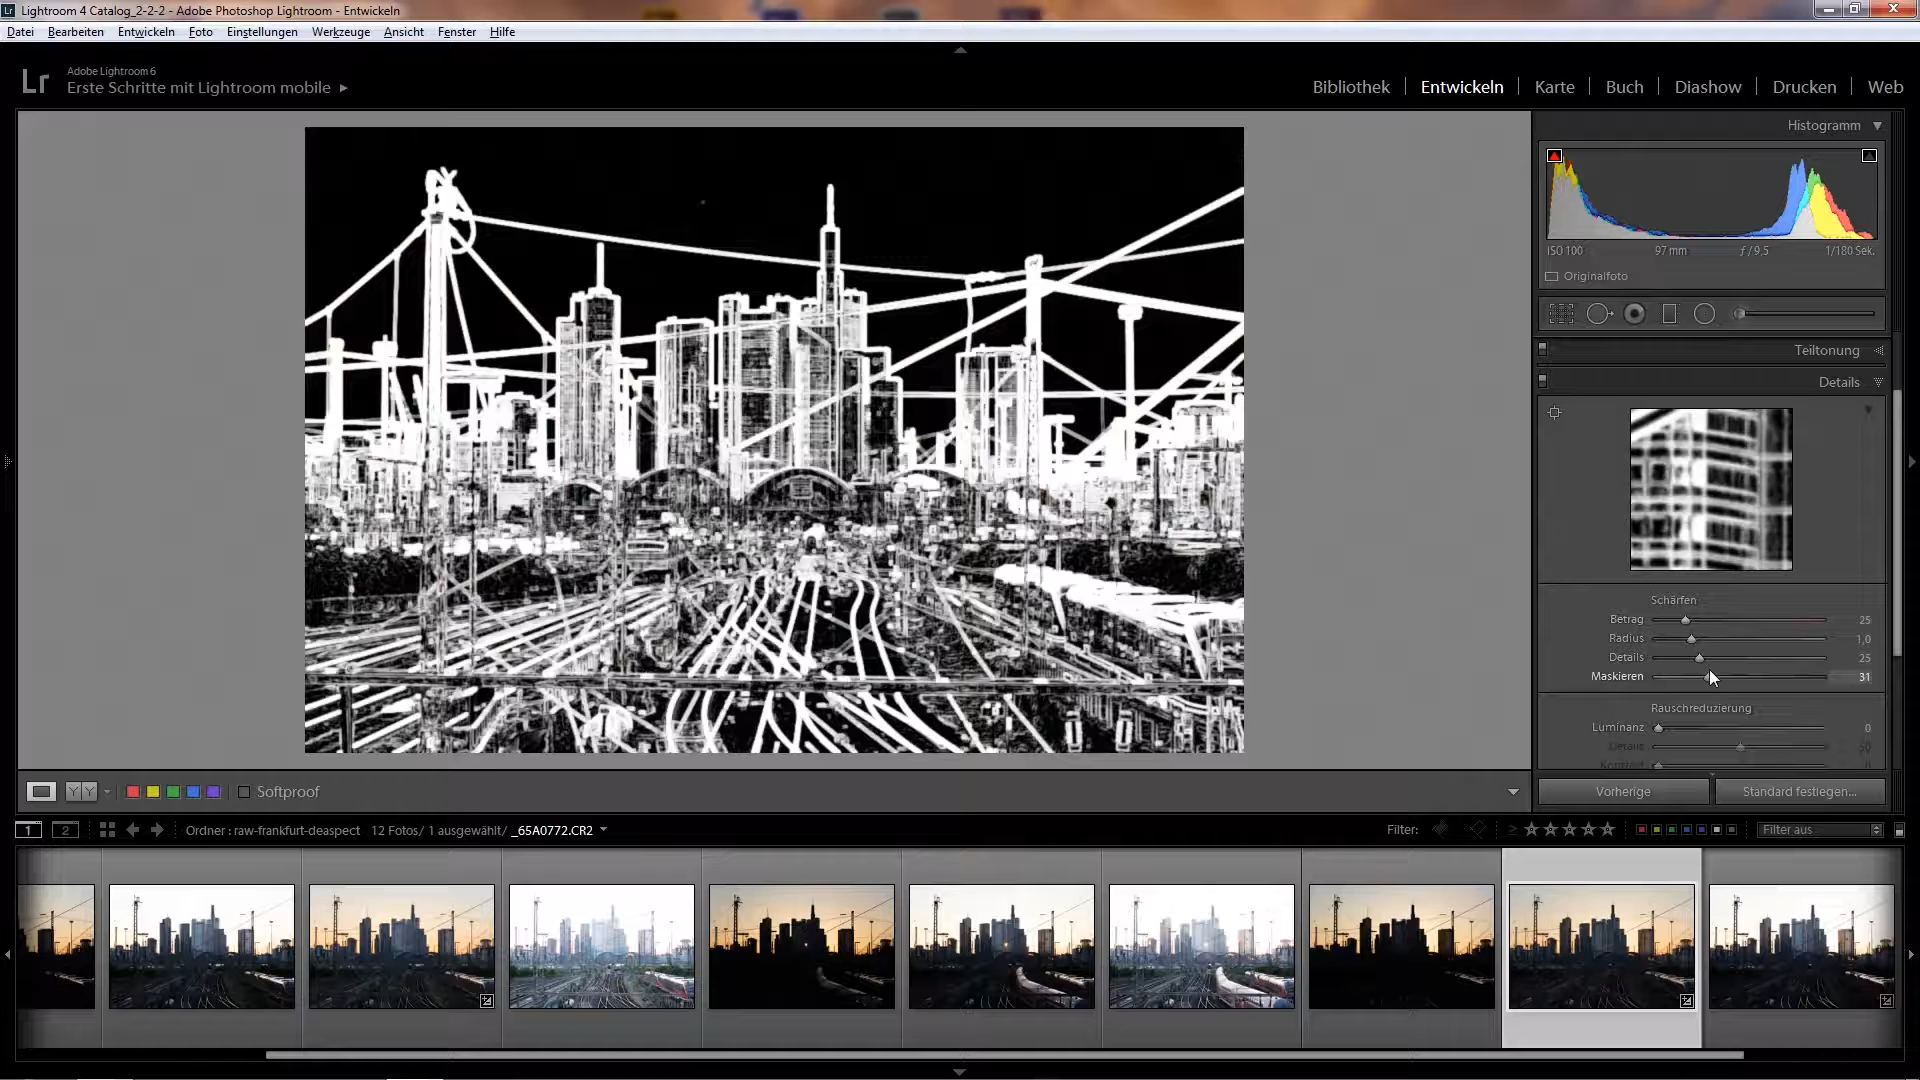 Lightroom 4 Catalog_2-2-2 - Adobe Photoshop Lightroom - Entwickeln
Datei Bearbeiten Entwickeln Foto Einstellungen Werkzeuge Ansicht Fenster Hilfe
Lr
Adobe Lightroom 6
Erste Schritte mit Lightroom mobile
Bibliothek Entwickeln Karte Buch Diashow Drucken Web
Histogramm
ISO 100 97 mm ƒ / 9,5 1/180 Sek.
Originalfoto
Teiltonung
Details
Schärfen
Betrag 25
Radius 1,0
Details 25
Maskieren 31
Rauschreduzierung
Luminanz 0
Details 50
Kontrast 0
Y Y Softproof
Vorherige Standard festlegen...
1 2 Ordner : raw-frankfurt-deaspect 12 Fotos/ 1 ausgewählt/ _65A0772.CR2
Filter: ≥ Filter aus